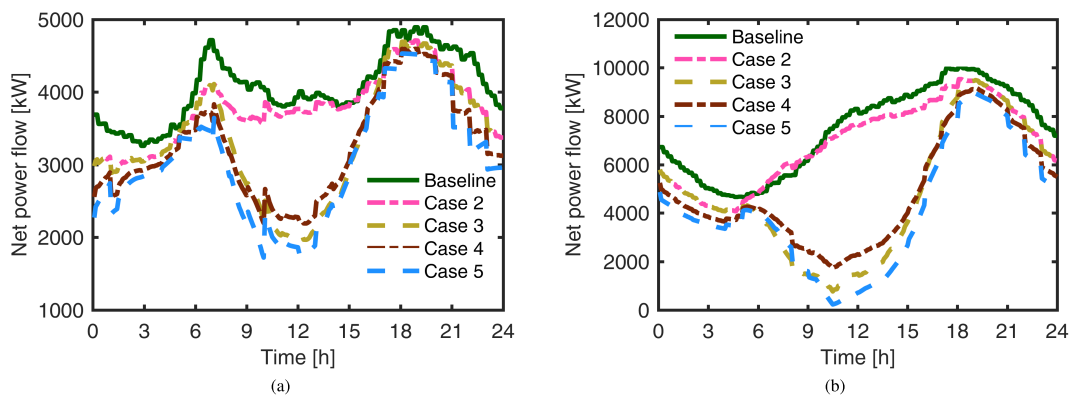 5000
4000
3000
2000
1000
Net power flow [kW]
Baseline
Case 2
Case 3
Case 4
Case 5
0 3 6 9 12 15 18 21 24
Time [h]
(a)
12000
10000
8000
6000
4000
2000
0
Net power flow [kW]
Baseline
Case 2
Case 3
Case 4
Case 5
0 3 6 9 12 15 18 21 24
Time [h]
(b)